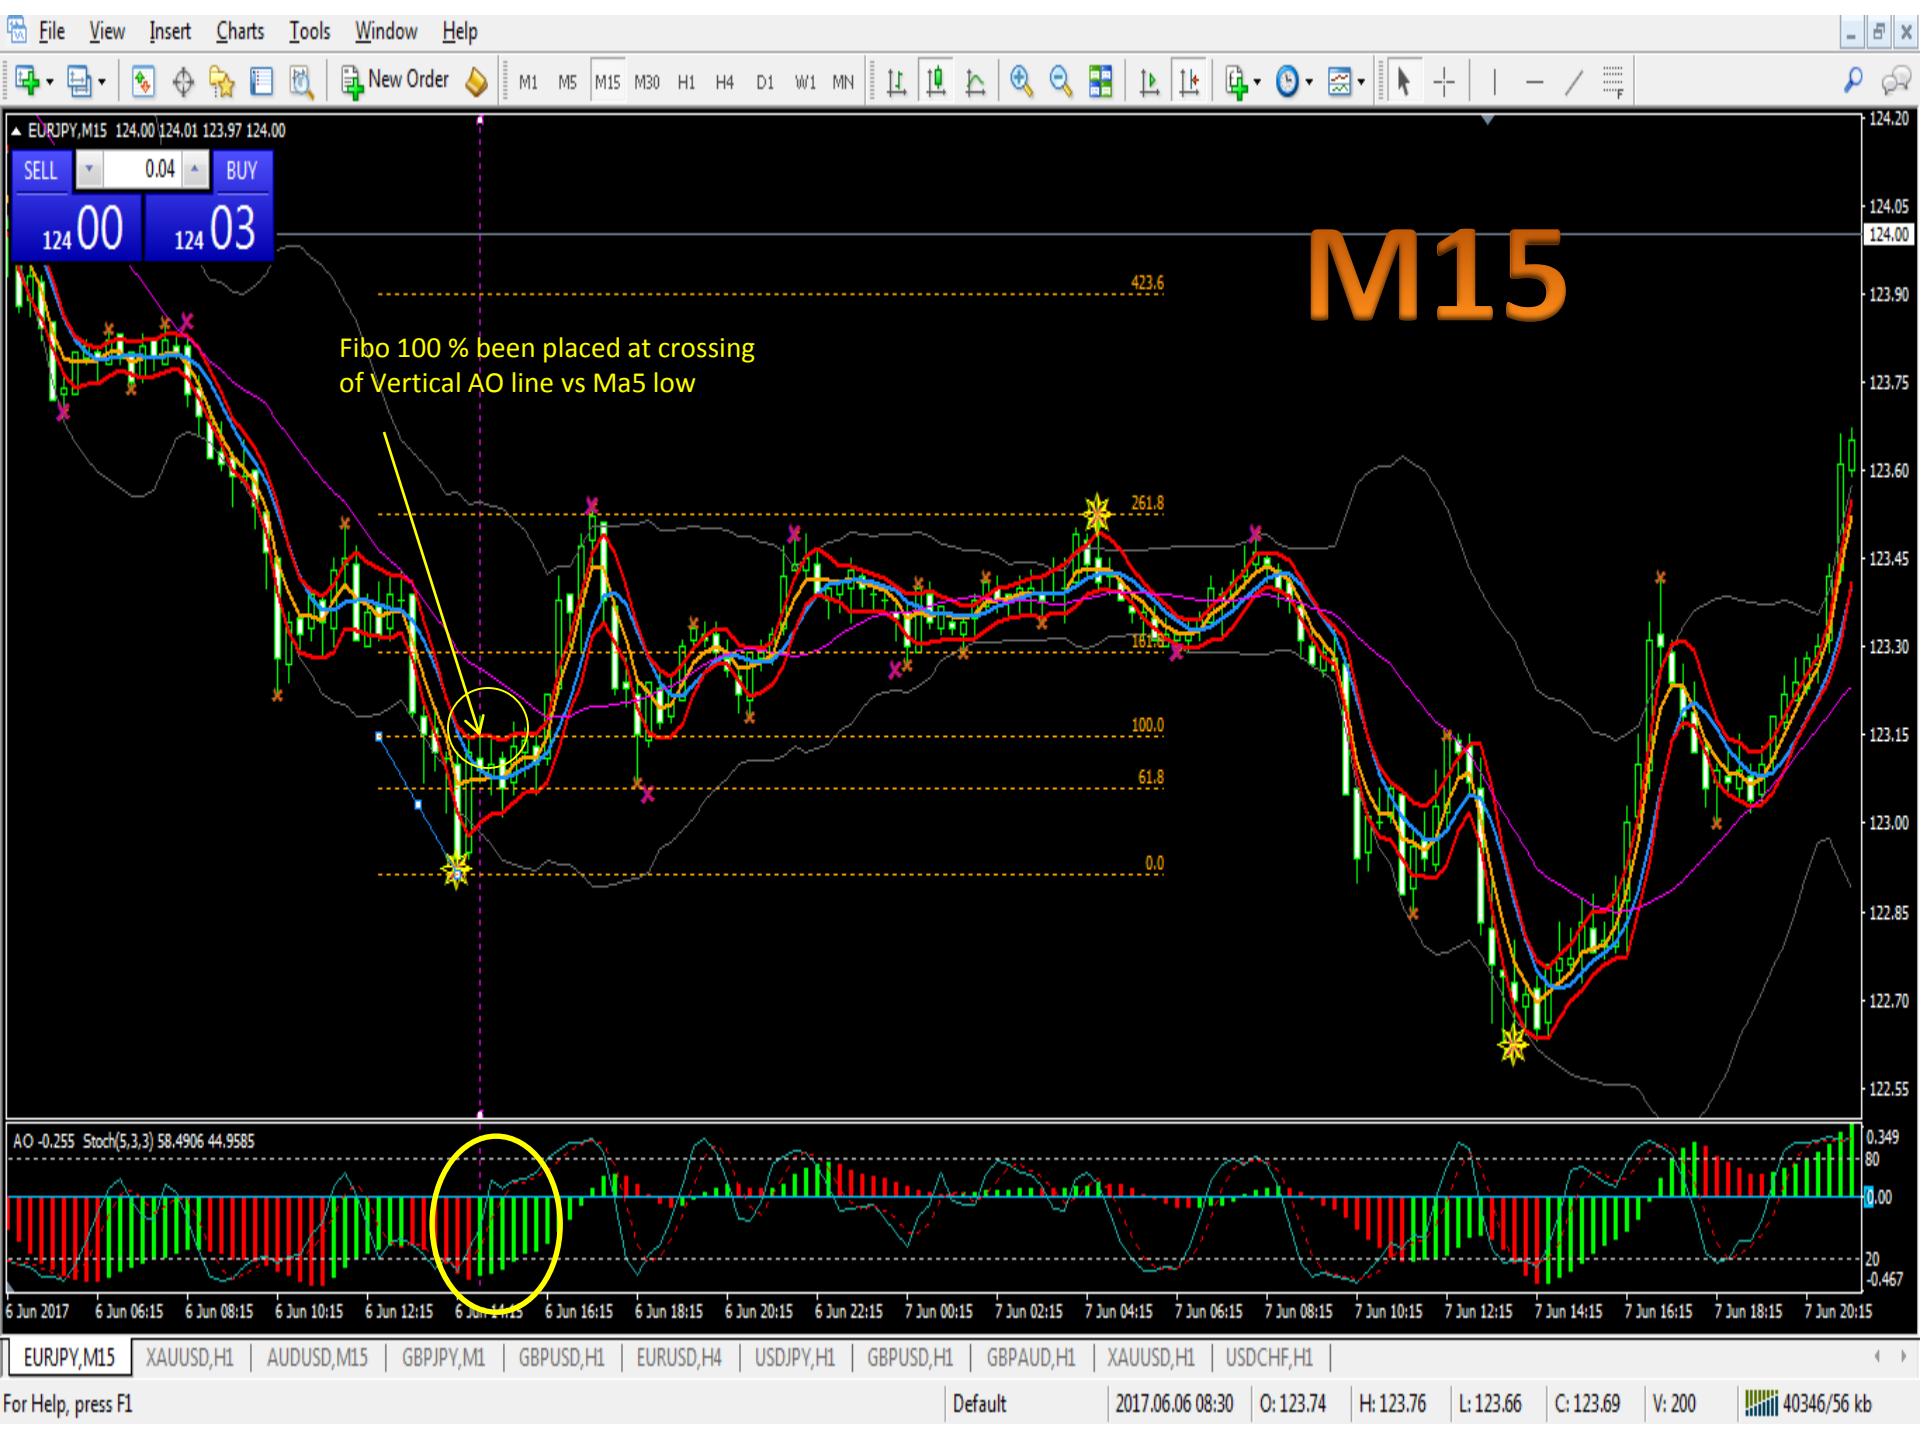 File View Insert Charts Tools Window Help
New Order M1 M5 M15 M30 H1 H4 D1 W1 MN
EURJPY,M15 124.00 124.01 123.97 124.00
SELL 0.04 BUY
124 00 124 03
M15
Fibo 100 % been placed at crossing
of Vertical AO line vs Ma5 low
423.6
261.8
161.8
100.0
61.8
0.0
124.20
124.05
124.00
123.90
123.75
123.60
123.45
123.30
123.15
123.00
122.85
122.70
122.55
AO -0.255 Stoch(5,3,3) 58.4906 44.9585
0.349
80
0.00
20
-0.467
6 Jun 2017 6 Jun 06:15 6 Jun 08:15 6 Jun 10:15 6 Jun 12:15 6 Jun 14:15 6 Jun 16:15 6 Jun 18:15 6 Jun 20:15 6 Jun 22:15 7 Jun 00:15 7 Jun 02:15 7 Jun 04:15 7 Jun 06:15 7 Jun 08:15 7 Jun 10:15 7 Jun 12:15 7 Jun 14:15 7 Jun 16:15 7 Jun 18:15 7 Jun 20:15
EURJPY,M15 XAUUSD,H1 AUDUSD,M15 GBPJPY,M1 GBPUSD,H1 EURUSD,H4 USDJPY,H1 GBPUSD,H1 GBPAUD,H1 XAUUSD,H1 USDCHF,H1
For Help, press F1 Default 2017.06.06 08:30 O: 123.74 H: 123.76 L: 123.66 C: 123.69 V: 200 40346/56 kb